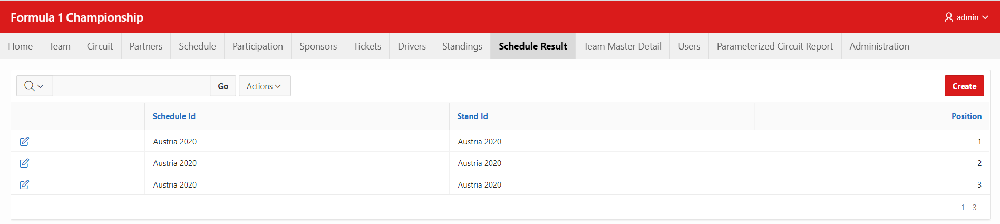 Formula 1 Championship admin
Home Team Circuit Partners Schedule Participation Sponsors Tickets Drivers Standings Schedule Result Team Master Detail Users Parameterized Circuit Report Administration
Go Actions Create
Schedule Id Stand Id Position
Austria 2020 Austria 2020 1
Austria 2020 Austria 2020 2
Austria 2020 Austria 2020 3
1 - 3